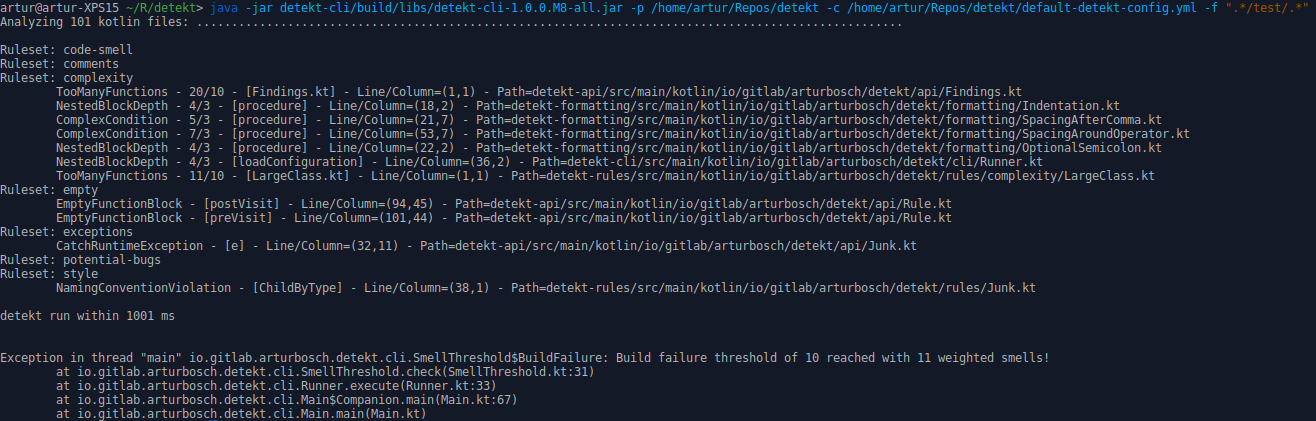 artur@artur-XPS15 ~/R/detekt> java -jar detekt-cli/build/libs/detekt-cli-1.0.0.M8-all.jar -p /home/artur/Repos/detekt -c /home/artur/Repos/detekt/default-detekt-config.yml -f ".*/test/.*"
Analyzing 101 kotlin files: .....................................................................................................
Ruleset: code-smell
Ruleset: comments
Ruleset: complexity
TooManyFunctions - 20/10 - [Findings.kt] - Line/Column=(1,1) - Path=detekt-api/src/main/kotlin/io/gitlab/arturbosch/detekt/api/Findings.kt
NestedBlockDepth - 4/3 - [procedure] - Line/Column=(18,2) - Path=detekt-formatting/src/main/kotlin/io/gitlab/arturbosch/detekt/formatting/Indentation.kt
ComplexCondition - 5/3 - [procedure] - Line/Column=(21,7) - Path=detekt-formatting/src/main/kotlin/io/gitlab/arturbosch/detekt/formatting/SpacingAfterComma.kt
ComplexCondition - 7/3 - [procedure] - Line/Column=(53,7) - Path=detekt-formatting/src/main/kotlin/io/gitlab/arturbosch/detekt/formatting/SpacingAroundOperator.kt
NestedBlockDepth - 4/3 - [procedure] - Line/Column=(22,2) - Path=detekt-formatting/src/main/kotlin/io/gitlab/arturbosch/detekt/formatting/OptionalSemicolon.kt
NestedBlockDepth - 4/3 - [loadConfiguration] - Line/Column=(36,2) - Path=detekt-cli/src/main/kotlin/io/gitlab/arturbosch/detekt/cli/Runner.kt
TooManyFunctions - 11/10 - [LargeClass.kt] - Line/Column=(1,1) - Path=detekt-rules/src/main/kotlin/io/gitlab/arturbosch/detekt/rules/complexity/LargeClass.kt
Ruleset: empty
EmptyFunctionBlock - [postVisit] - Line/Column=(94,45) - Path=detekt-api/src/main/kotlin/io/gitlab/arturbosch/detekt/api/Rule.kt
EmptyFunctionBlock - [preVisit] - Line/Column=(101,44) - Path=detekt-api/src/main/kotlin/io/gitlab/arturbosch/detekt/api/Rule.kt
Ruleset: exceptions
CatchRuntimeException - [e] - Line/Column=(32,11) - Path=detekt-api/src/main/kotlin/io/gitlab/arturbosch/detekt/api/Junk.kt
Ruleset: potential-bugs
Ruleset: style
NamingConventionViolation - [ChildByType] - Line/Column=(38,1) - Path=detekt-rules/src/main/kotlin/io/gitlab/arturbosch/detekt/rules/Junk.kt
detekt run within 1001 ms
Exception in thread "main" io.gitlab.arturbosch.detekt.cli.SmellThreshold$BuildFailure: Build failure threshold of 10 reached with 11 weighted smells!
at io.gitlab.arturbosch.detekt.cli.SmellThreshold.check(SmellThreshold.kt:31)
at io.gitlab.arturbosch.detekt.cli.Runner.execute(Runner.kt:33)
at io.gitlab.arturbosch.detekt.cli.Main$Companion.main(Main.kt:67)
at io.gitlab.arturbosch.detekt.cli.Main.main(Main.kt)